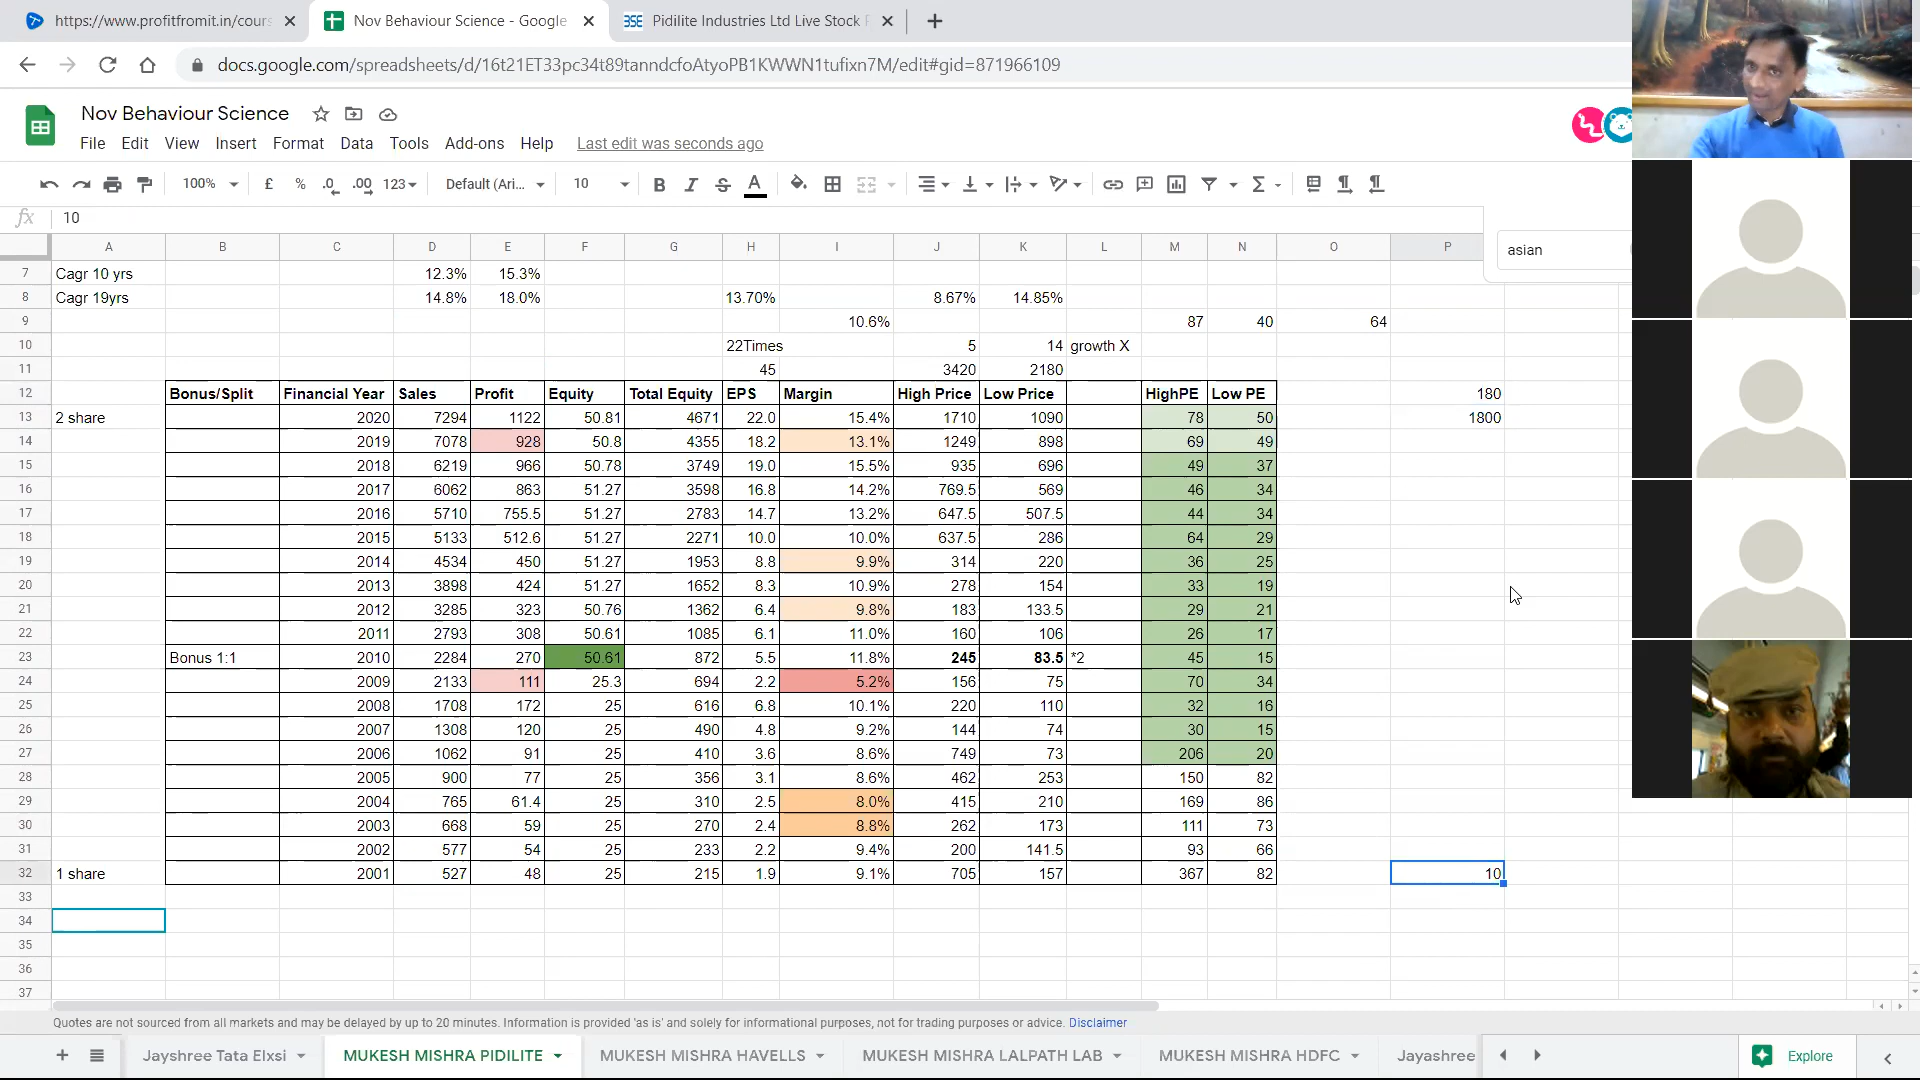 https://www.profitfromit.in/cours
Nov Behaviour Science - Google
BSE Pidilite Industries Ltd Live Stock P
docs.google.com/spreadsheets/d/16t21ET33pc34t89tanndcfoAtyoPB1KWWN1tufixn7M/edit#gid=871966109
Nov Behaviour Science
File Edit View Insert Format Data Tools Add-ons Help Last edit was seconds ago
100% £ % .0 .00 123 Default (Ari... 10 B I S A
fx 10
asian
A B C D E F G H I J K L M N O P
7 Cagr 10 yrs 12.3% 15.3%
8 Cagr 19yrs 14.8% 18.0% 13.70% 8.67% 14.85%
9 10.6% 87 40 64
10 22Times 5 14 growth X
11 45 3420 2180
12 Bonus/Split Financial Year Sales Profit Equity Total Equity EPS Margin High Price Low Price HighPE Low PE 180
13 2 share 2020 7294 1122 50.81 4671 22.0 15.4% 1710 1090 78 50 1800
14 2019 7078 928 50.8 4355 18.2 13.1% 1249 898 69 49
15 2018 6219 966 50.78 3749 19.0 15.5% 935 696 49 37
16 2017 6062 863 51.27 3598 16.8 14.2% 769.5 569 46 34
17 2016 5710 755.5 51.27 2783 14.7 13.2% 647.5 507.5 44 34
18 2015 5133 512.6 51.27 2271 10.0 10.0% 637.5 286 64 29
19 2014 4534 450 51.27 1953 8.8 9.9% 314 220 36 25
20 2013 3898 424 51.27 1652 8.3 10.9% 278 154 33 19
21 2012 3285 323 50.76 1362 6.4 9.8% 183 133.5 29 21
22 2011 2793 308 50.61 1085 6.1 11.0% 160 106 26 17
23 Bonus 1:1 2010 2284 270 50.61 872 5.5 11.8% 245 83.5 *2 45 15
24 2009 2133 111 25.3 694 2.2 5.2% 156 75 70 34
25 2008 1708 172 25 616 6.8 10.1% 220 110 32 16
26 2007 1308 120 25 490 4.8 9.2% 144 74 30 15
27 2006 1062 91 25 410 3.6 8.6% 749 73 206 20
28 2005 900 77 25 356 3.1 8.6% 462 253 150 82
29 2004 765 61.4 25 310 2.5 8.0% 415 210 169 86
30 2003 668 59 25 270 2.4 8.8% 262 173 111 73
31 2002 577 54 25 233 2.2 9.4% 200 141.5 93 66
32 1 share 2001 527 48 25 215 1.9 9.1% 705 157 367 82 10
33
34
35
36
37
Quotes are not sourced from all markets and may be delayed by up to 20 minutes. Information is provided 'as is' and solely for informational purposes, not for trading purposes or advice. Disclaimer
Jayshree Tata Elxsi MUKESH MISHRA PIDILITE MUKESH MISHRA HAVELLS MUKESH MISHRA LALPATH LAB MUKESH MISHRA HDFC Jayashree Explore